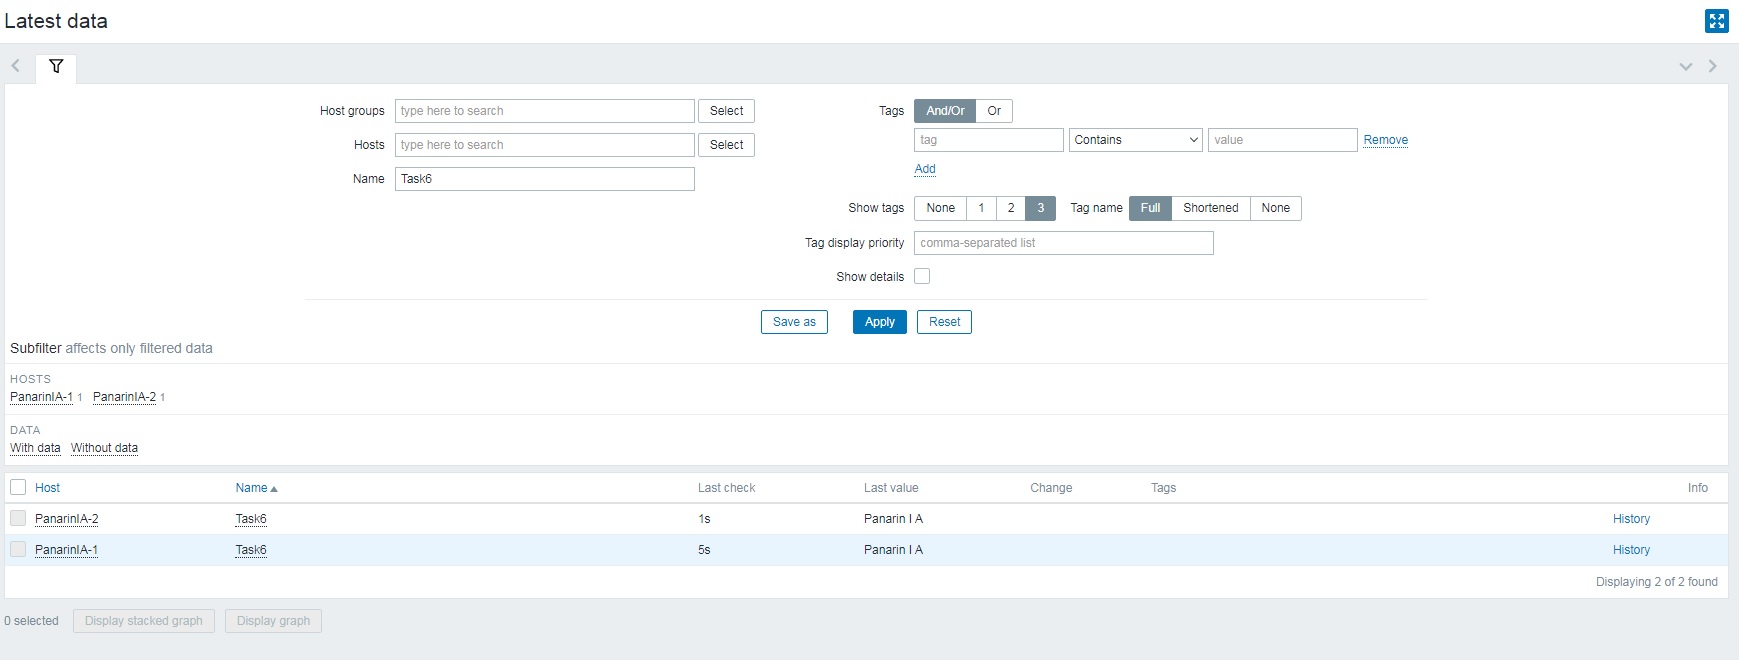 Latest data
Host groups type here to search Select Tags And/Or Or
Hosts type here to search Select tag Contains value Remove
Add
Name Task6
Show tags None 1 2 3 Tag name Full Shortened None
Tag display priority comma-separated list
Show details
Save as Apply Reset
Subfilter affects only filtered data
HOSTS
PanarinIA-1 1 PanarinIA-2 1
DATA
With data Without data
Host Name Last check Last value Change Tags Info
PanarinIA-2 Task6 1s Panarin I A History
PanarinIA-1 Task6 5s Panarin I A History
Displaying 2 of 2 found
0 selected Display stacked graph Display graph